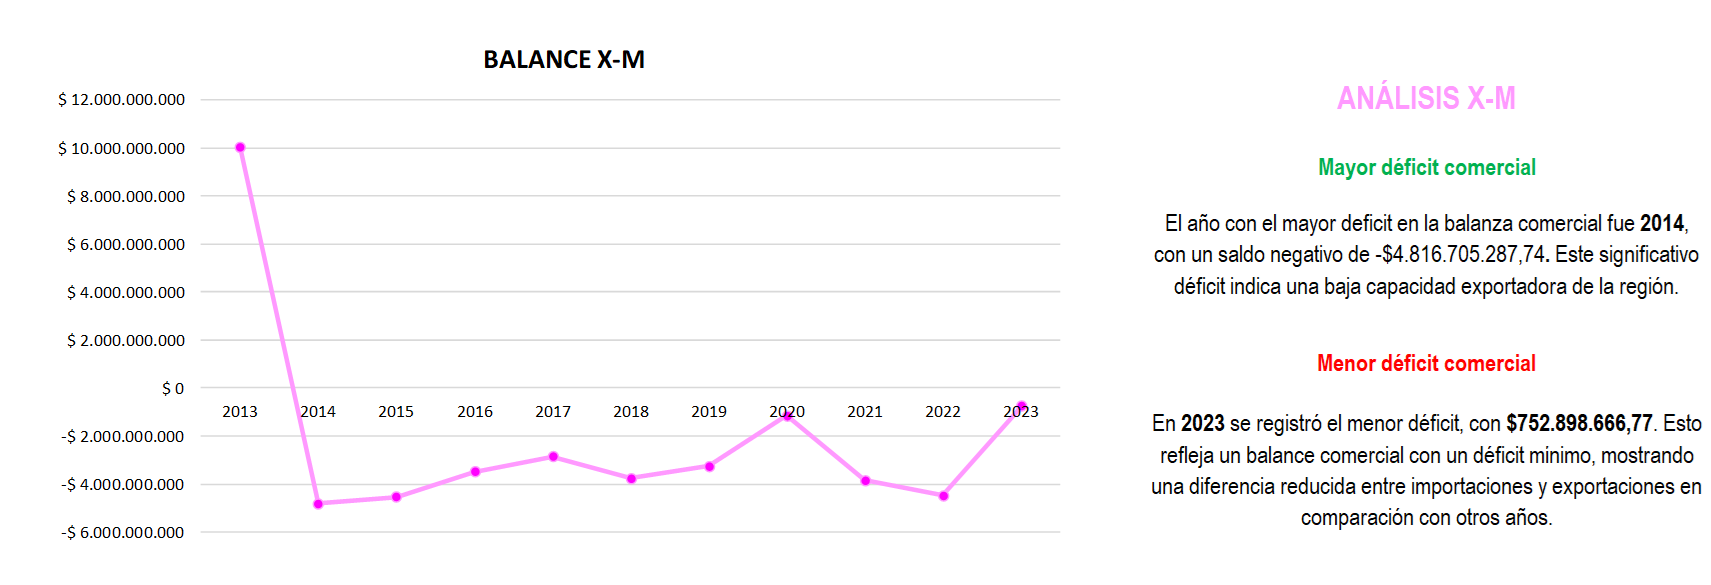 BALANCE X-M
$ 12.000.000.000
$ 10.000.000.000
$ 8.000.000.000
$ 6.000.000.000
$ 4.000.000.000
$ 2.000.000.000
$ 0
-$ 2.000.000.000
-$ 4.000.000.000
-$ 6.000.000.000
2013 2014 2015 2016 2017 2018 2019 2020 2021 2022 2023
ANÁLISIS X-M
Mayor déficit comercial
El año con el mayor deficit en la balanza comercial fue 2014,
con un saldo negativo de -$4.816.705.287,74. Este significativo
déficit indica una baja capacidad exportadora de la región.
Menor déficit comercial
En 2023 se registró el menor déficit, con $752.898.666,77. Esto
refleja un balance comercial con un déficit minimo, mostrando
una diferencia reducida entre importaciones y exportaciones en
comparación con otros años.